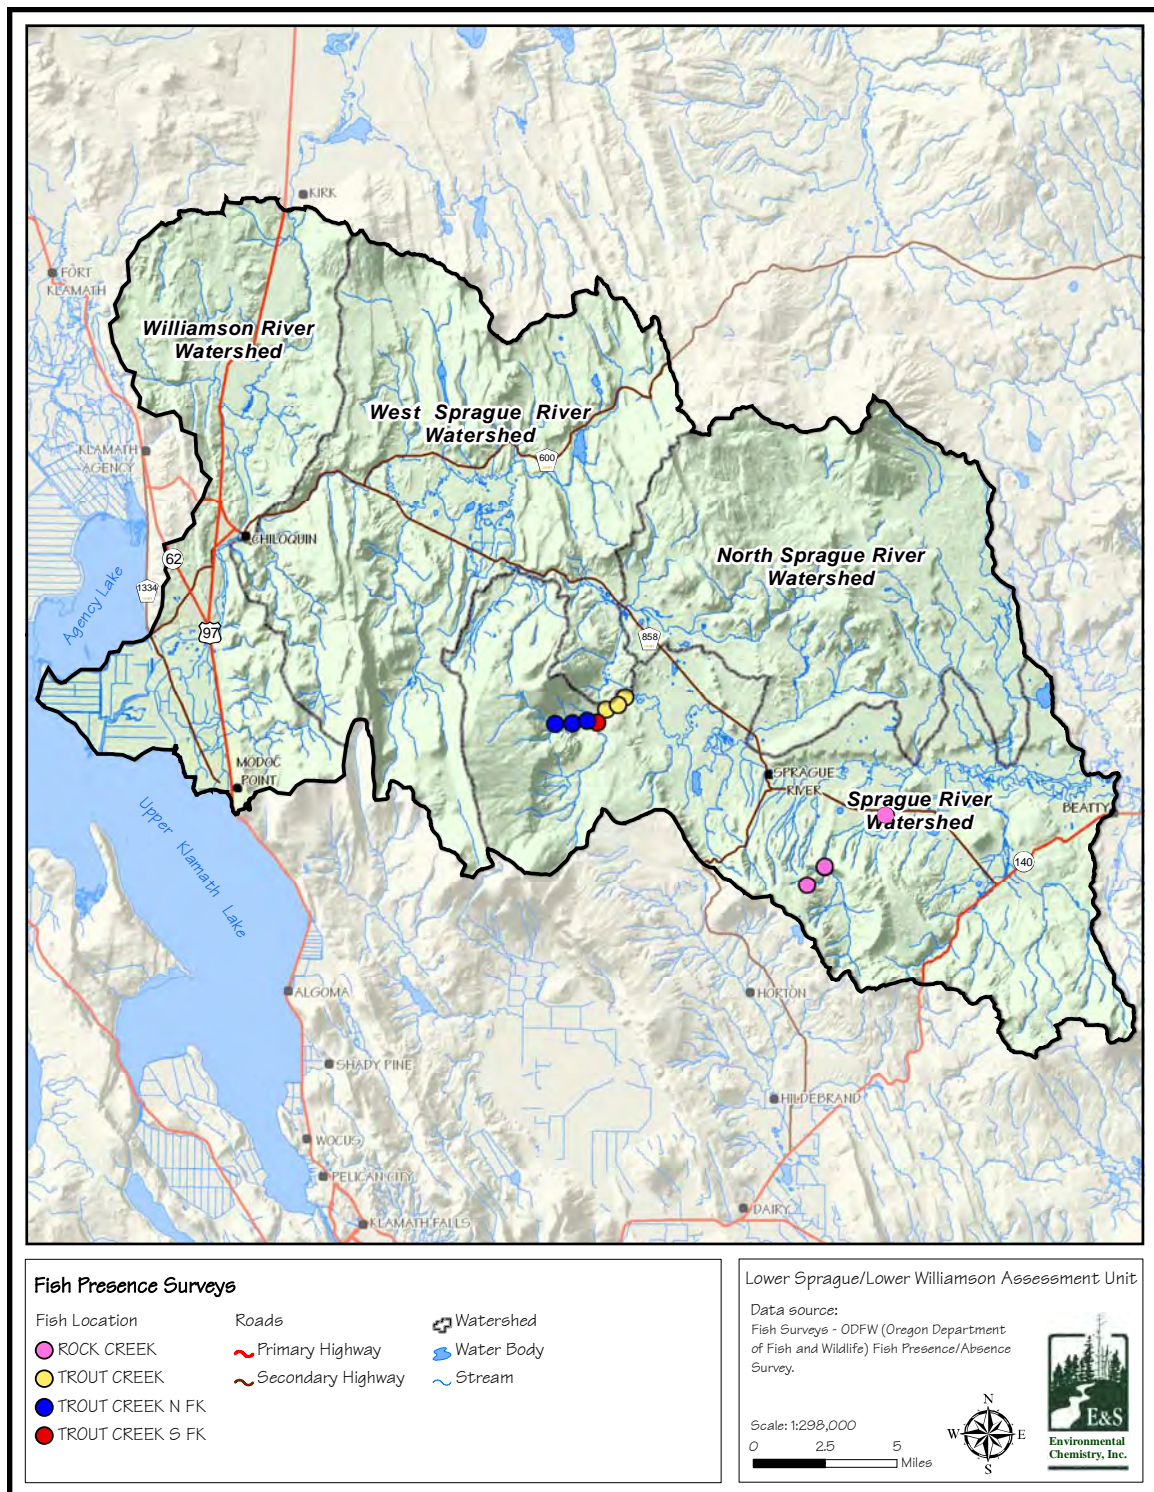 KIRK
FORT
KLAMATH
Williamson River
Watershed
West Sprague River
Watershed
KLAMATH
AGENCY
600
CHILOQUIN
North Sprague River
Watershed
62
1334
Agency Lake
97
858
MODOC
POINT
SPRAGUE
RIVER
Sprague River
Watershed
BEATTY
Upper Klamath Lake
140
ALGOMA
HORTON
SHADY PINE
HILDEBRAND
WOCUS
PELICAN CITY
DAIRY
KLAMATH FALLS
Fish Presence Surveys
Fish Location
ROCK CREEK
TROUT CREEK
TROUT CREEK N FK
TROUT CREEK S FK
Roads
Primary Highway
Secondary Highway
Watershed
Water Body
Stream
Lower Sprague/Lower Williamson Assessment Unit
Data source:
Fish Surveys - ODFW (Oregon Department
of Fish and Wildlife) Fish Presence/Absence
Survey.
Scale: 1:298,000
0 2.5 5
Miles
N
W E
S
E&S
Environmental
Chemistry, Inc.